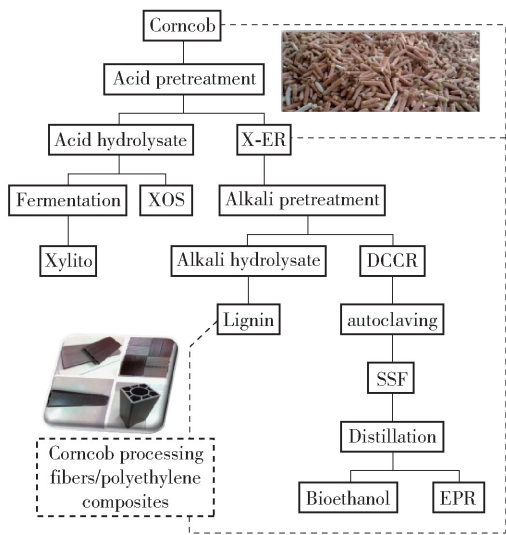 Corncob
Acid pretreatment
Acid hydrolysate
X-ER
Fermentation
XOS
Alkali pretreatment
Xylito
Alkali hydrolysate
DCCR
Lignin
autoclaving
SSF
Distillation
Corncob processing
fibers/polyethylene
composites
Bioethanol
EPR